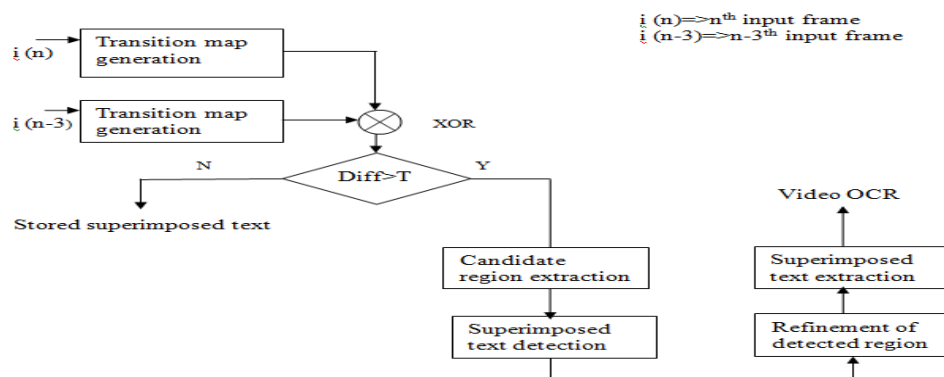 i (n)=>nth input frame
i (n-3)=>n-3th input frame
i (n)
Transition map
generation
i (n-3)
Transition map
generation
XOR
N
Diff>T
Y
Stored superimposed text
Candidate
region extraction
Superimposed
text detection
Video OCR
Superimposed
text extraction
Refinement of
detected region